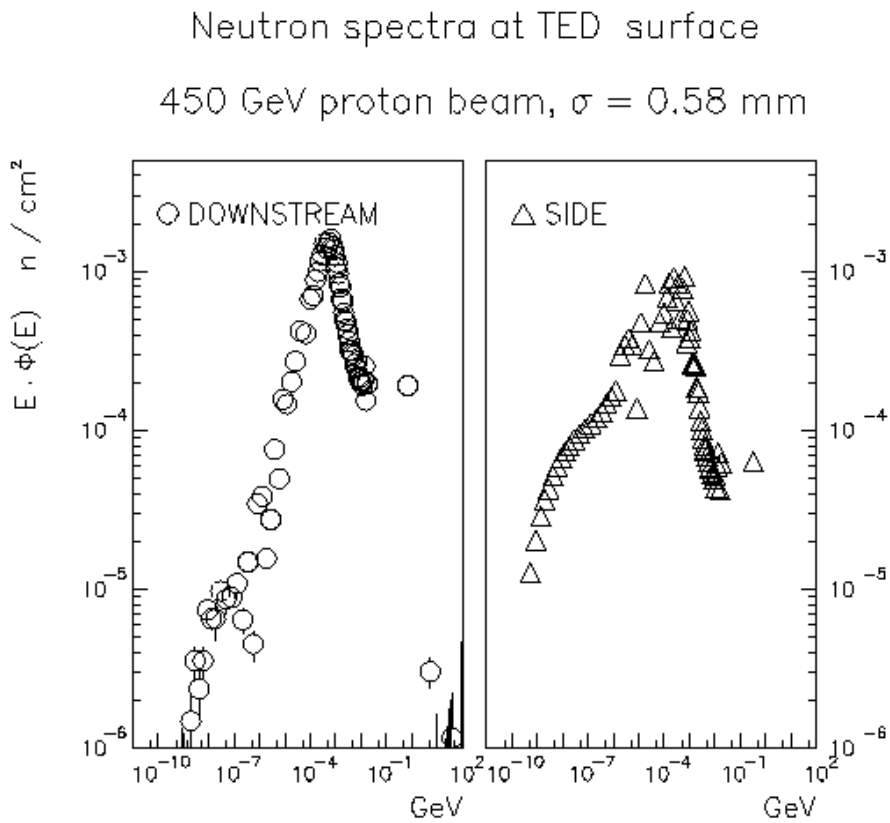 Neutron spectra at TED surface
450 GeV proton beam, σ = 0.58 mm
E . Φ(E) n / cm²
○ DOWNSTREAM
△ SIDE
10⁻³
10⁻⁴
10⁻⁵
10⁻⁶
10⁻³
10⁻⁴
10⁻⁵
10⁻⁶
10⁻¹⁰ 10⁻⁷ 10⁻⁴ 10⁻¹ 10²
10⁻¹⁰ 10⁻⁷ 10⁻⁴ 10⁻¹ 10²
GeV
GeV